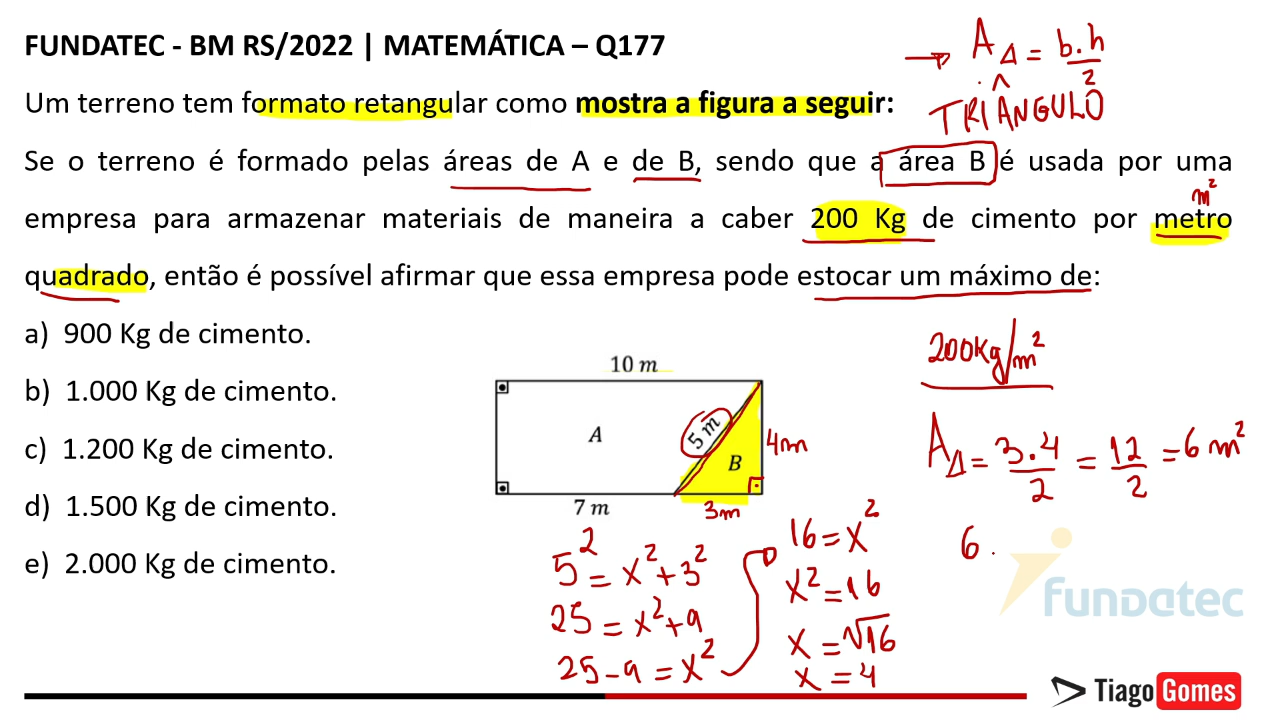 FUNDATEC - BM RS/2022 | MATEMÁTICA – Q177
Um terreno tem formato retangular como mostra a figura a seguir:
Se o terreno é formado pelas áreas de A e de B, sendo que a área B é usada por uma
empresa para armazenar materiais de maneira a caber 200 Kg de cimento por metro
quadrado, então é possível afirmar que essa empresa pode estocar um máximo de:
a) 900 Kg de cimento.
b) 1.000 Kg de cimento.
c) 1.200 Kg de cimento.
d) 1.500 Kg de cimento.
e) 2.000 Kg de cimento.
→ A Δ = b.h/2
TRIÂNGULO
m²
10 m
A
5 m
B
4m
7 m
3m
5² = x² + 3²
25 = x² + 9
25 - 9 = x²
16 = x²
x² = 16
x = √16
x = 4
200Kg/m²
A Δ = 3.4/2 = 12/2 = 6 m²
6 .
Fundatec
Tiago Gomes